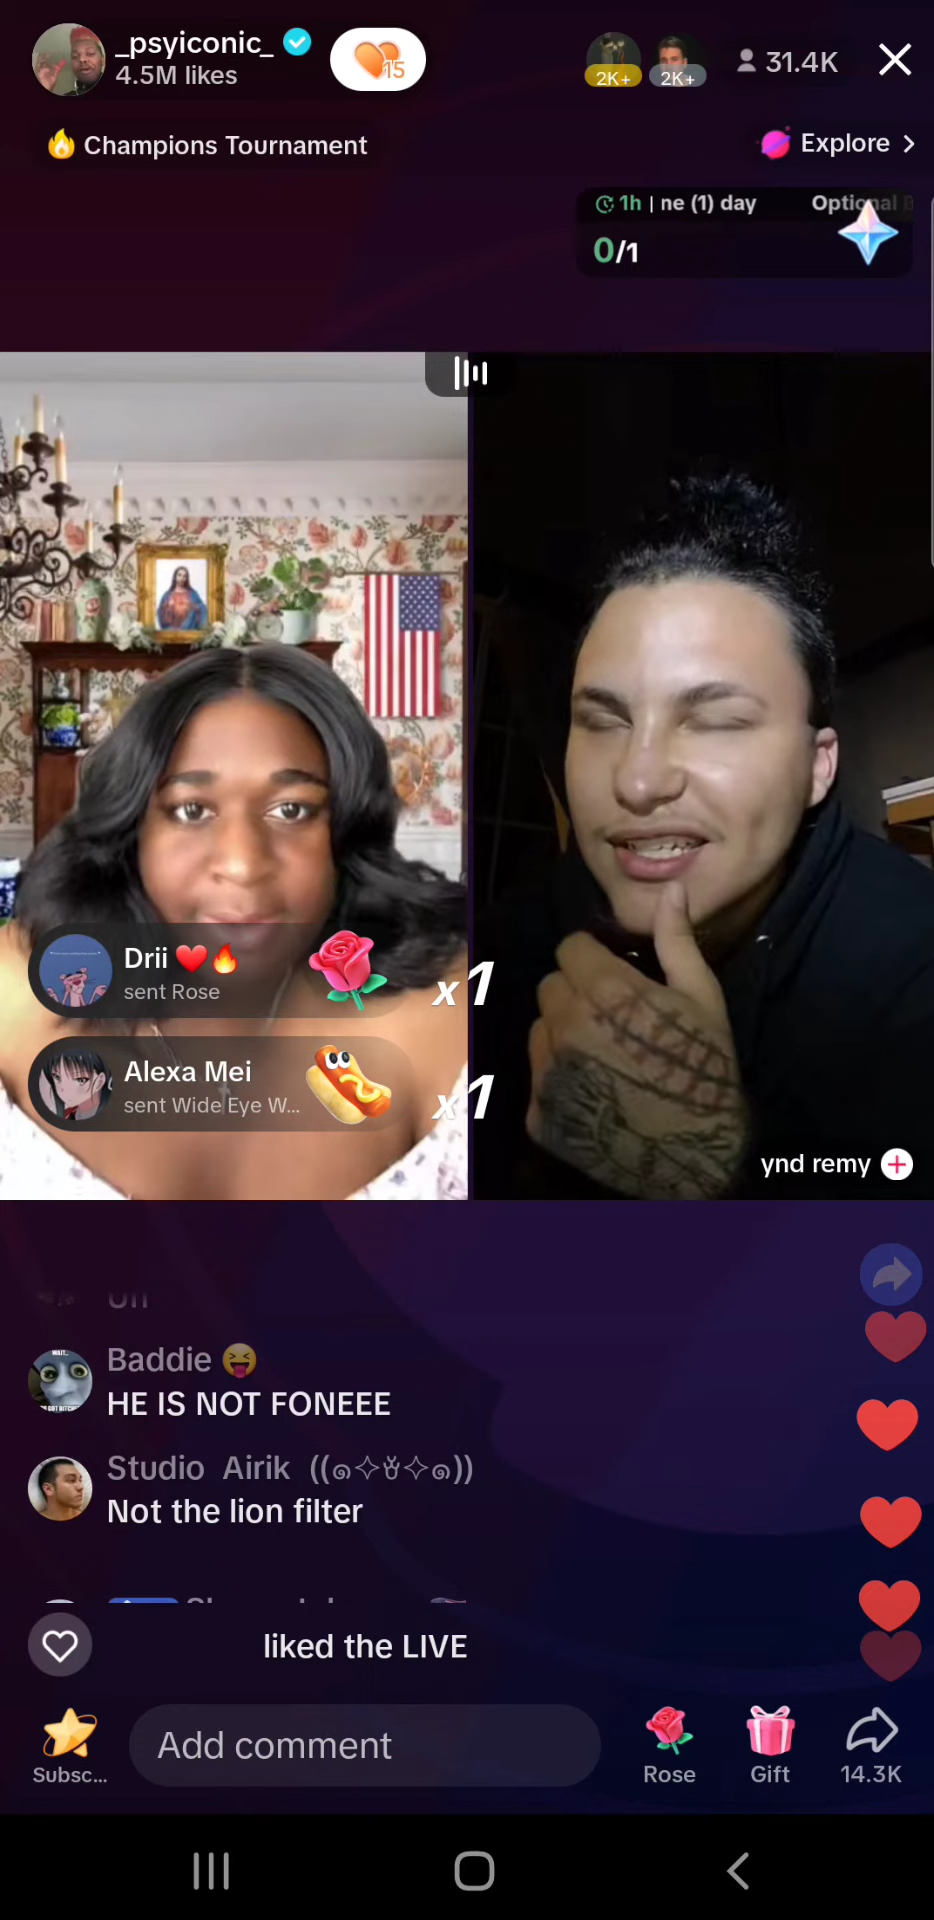 _psyiconic_
4.5M likes
15
2K+
2K+
31.4K
Champions Tournament
Explore >
1h | ne (1) day Optional
0/1
Drii ❤️🔥
sent Rose
x1
Alexa Mei
sent Wide Eye W...
x1
ynd remy
Baddie 😝
HE IS NOT FONEEE
Studio Airik ((๑✧ꈊ✧๑))
Not the lion filter
liked the LIVE
Subsc...
Add comment
Rose
Gift
14.3K